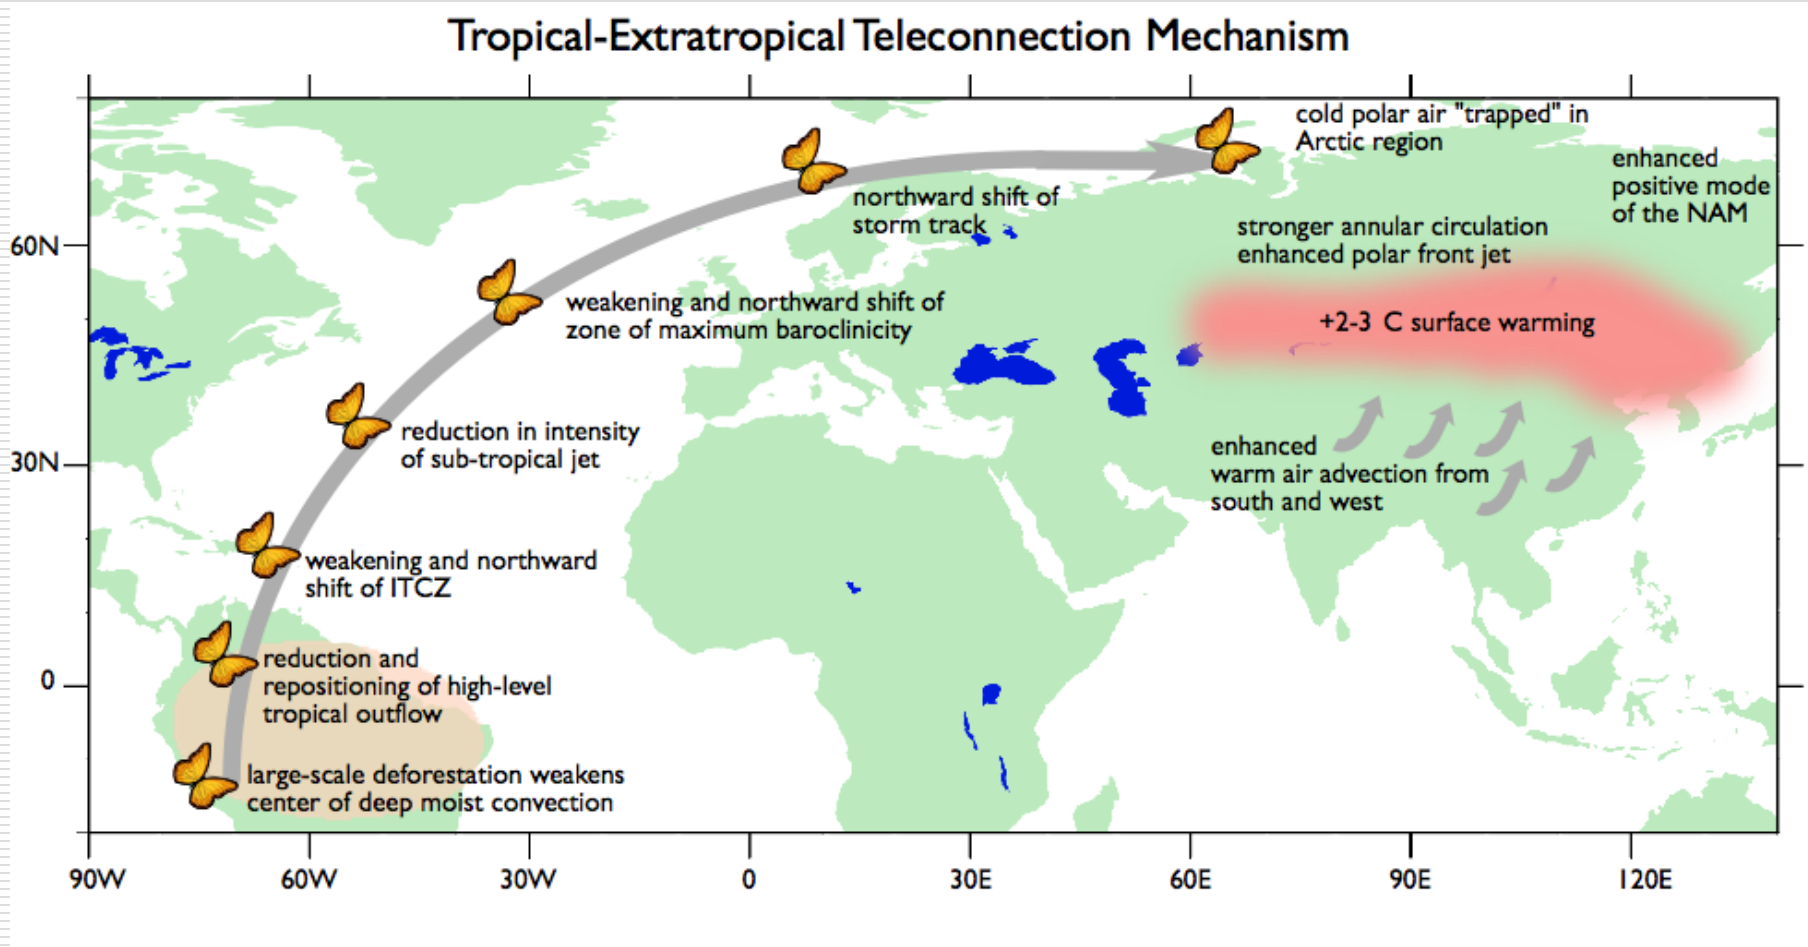 Tropical-Extratropical Teleconnection Mechanism
cold polar air "trapped" in
Arctic region
enhanced
positive mode
of the NAM
northward shift of
storm track
stronger annular circulation
enhanced polar front jet
60N
weakening and northward shift of
zone of maximum baroclinicity
+2-3 C surface warming
reduction in intensity
of sub-tropical jet
enhanced
warm air advection from
south and west
30N
weakening and northward
shift of ITCZ
reduction and
repositioning of high-level
tropical outflow
0
large-scale deforestation weakens
center of deep moist convection
90W
60W
30W
0
30E
60E
90E
120E